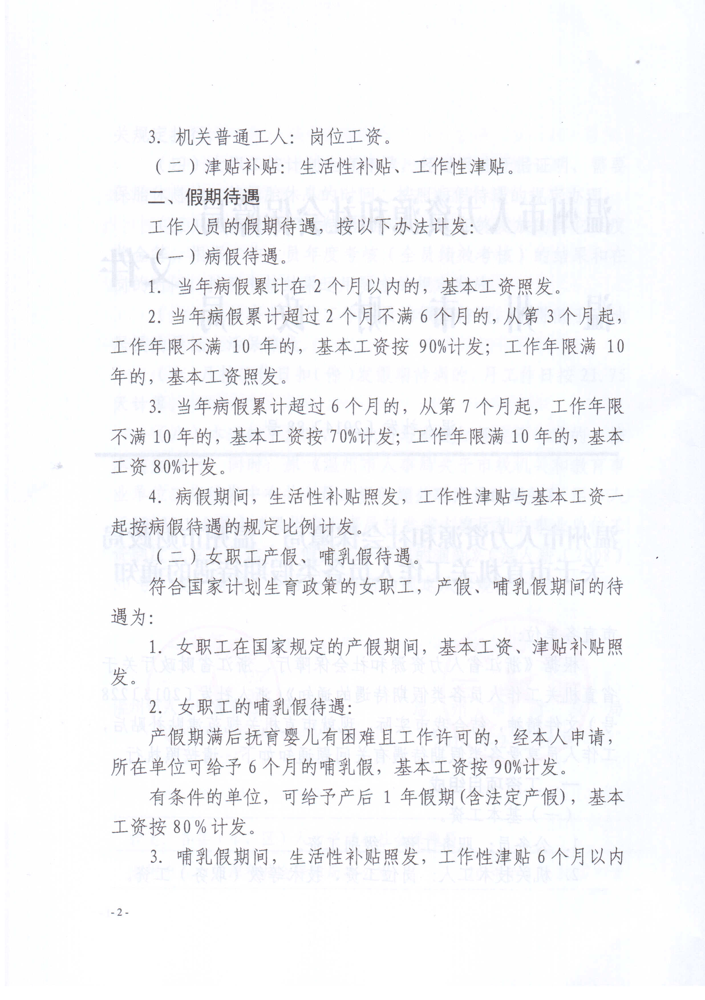 3. 机关普通工人：岗位工资。
（二）津贴补贴：生活性补贴、工作性津贴。
二、假期待遇
工作人员的假期待遇，按以下办法计发：
（一）病假待遇。
1. 当年病假累计在 2 个月以内的，基本工资照发。
2. 当年病假累计超过 2 个月不满 6 个月的，从第 3 个月起，
工作年限不满 10 年的，基本工资按 90%计发；工作年限满 10
年的，基本工资照发。
3. 当年病假累计超过 6 个月的，从第 7 个月起，工作年限
不满 10 年的，基本工资按 70%计发；工作年限满 10 年的，基本
工资 80%计发。
4. 病假期间，生活性补贴照发，工作性津贴与基本工资一
起按病假待遇的规定比例计发。
（二）女职工产假、哺乳假待遇。
符合国家计划生育政策的女职工，产假、哺乳假期间的待
遇为：
1. 女职工在国家规定的产假期间，基本工资、津贴补贴照
发。
2. 女职工的哺乳假待遇：
产假期满后抚育婴儿有困难且工作许可的，经本人申请，
所在单位可给予 6 个月的哺乳假，基本工资按 90%计发。
有条件的单位，可给予产后 1 年假期(含法定产假)，基本
工资按 80%计发。
3. 哺乳假期间，生活性补贴照发，工作性津贴 6 个月以内
- 2 -